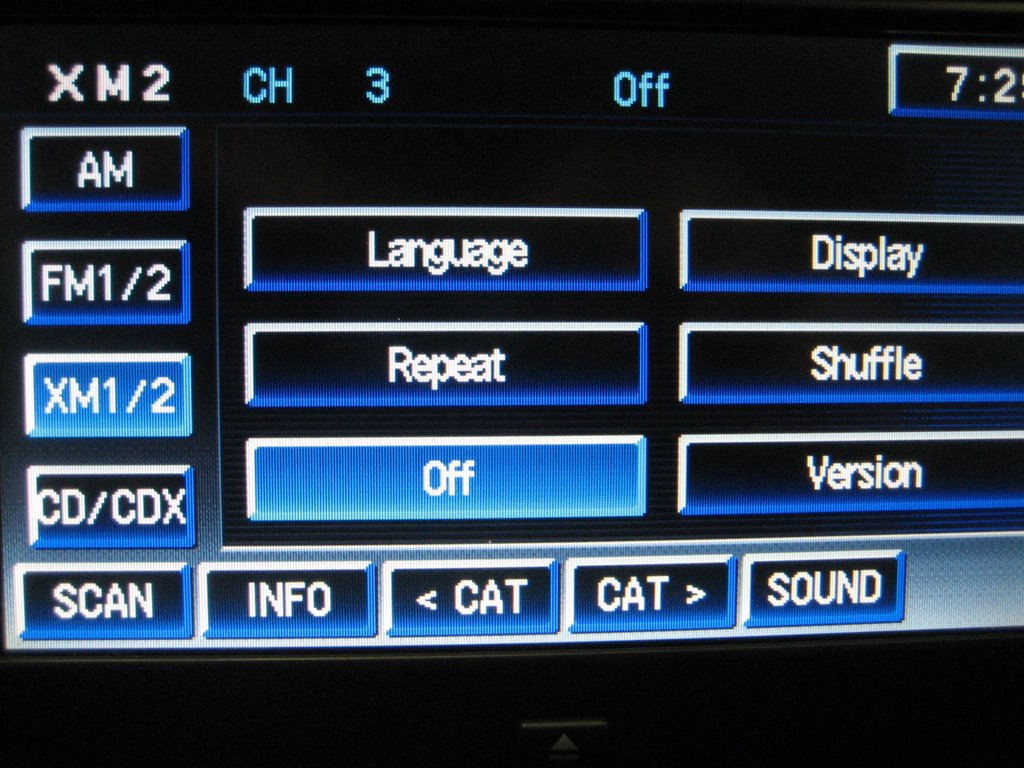 XM2 CH 3 Off
AM
Language Display
FM1/2
Repeat Shuffle
XM1/2
Off Version
CD/CDX
SCAN INFO < CAT CAT > SOUND